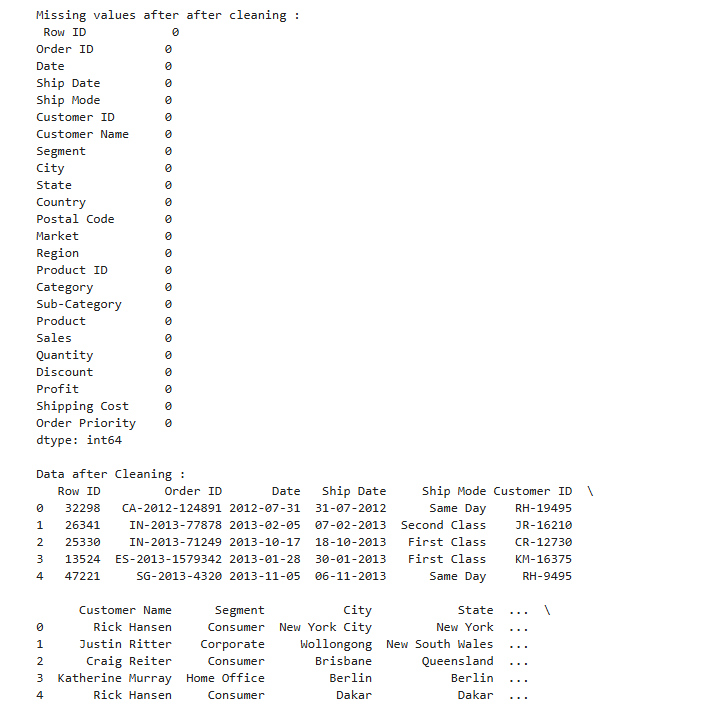 Missing values after after cleaning :
Row ID 0
Order ID 0
Date 0
Ship Date 0
Ship Mode 0
Customer ID 0
Customer Name 0
Segment 0
City 0
State 0
Country 0
Postal Code 0
Market 0
Region 0
Product ID 0
Category 0
Sub-Category 0
Product 0
Sales 0
Quantity 0
Discount 0
Profit 0
Shipping Cost 0
Order Priority 0
dtype: int64
Data after Cleaning :
Row ID Order ID Date Ship Date Ship Mode Customer ID \
0 32298 CA-2012-124891 2012-07-31 31-07-2012 Same Day RH-19495
1 26341 IN-2013-77878 2013-02-05 07-02-2013 Second Class JR-16210
2 25330 IN-2013-71249 2013-10-17 18-10-2013 First Class CR-12730
3 13524 ES-2013-1579342 2013-01-28 30-01-2013 First Class KM-16375
4 47221 SG-2013-4320 2013-11-05 06-11-2013 Same Day RH-9495
Customer Name Segment City State ... \
0 Rick Hansen Consumer New York City New York ...
1 Justin Ritter Corporate Wollongong New South Wales ...
2 Craig Reiter Consumer Brisbane Queensland ...
3 Katherine Murray Home Office Berlin Berlin ...
4 Rick Hansen Consumer Dakar Dakar ...